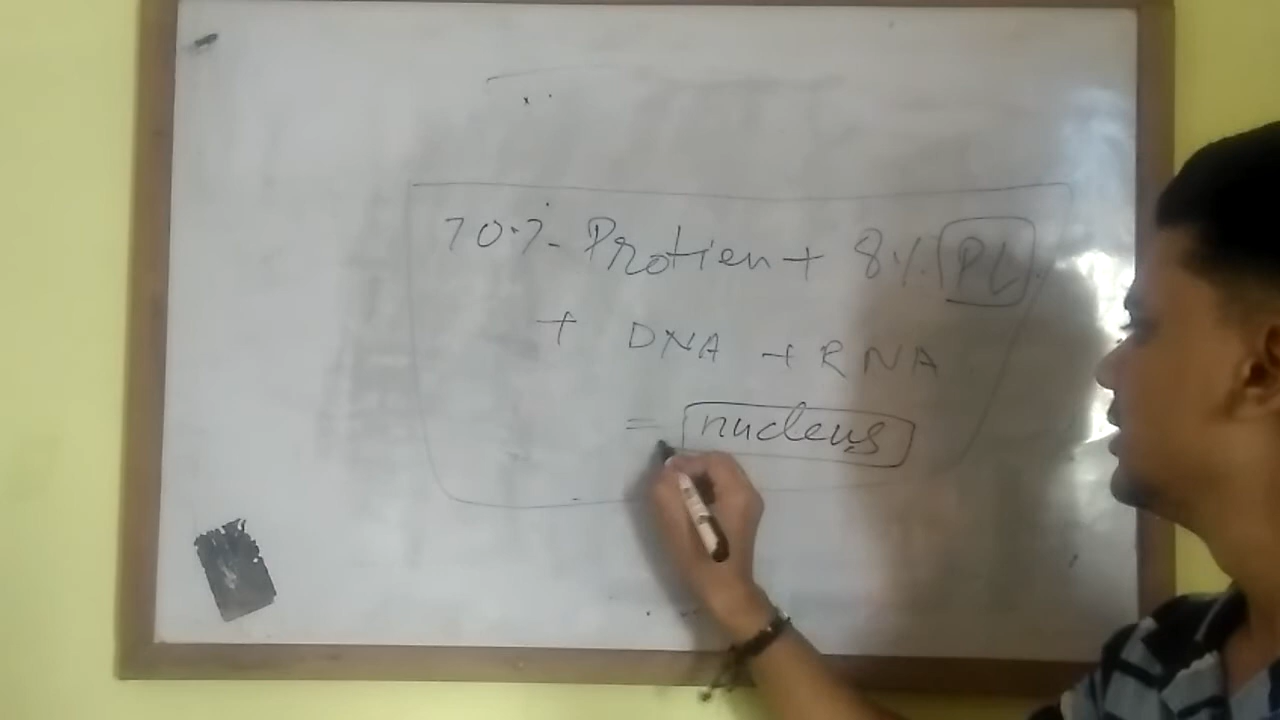 70% Protien + 8% PL
+ DNA + RNA
= nucleus